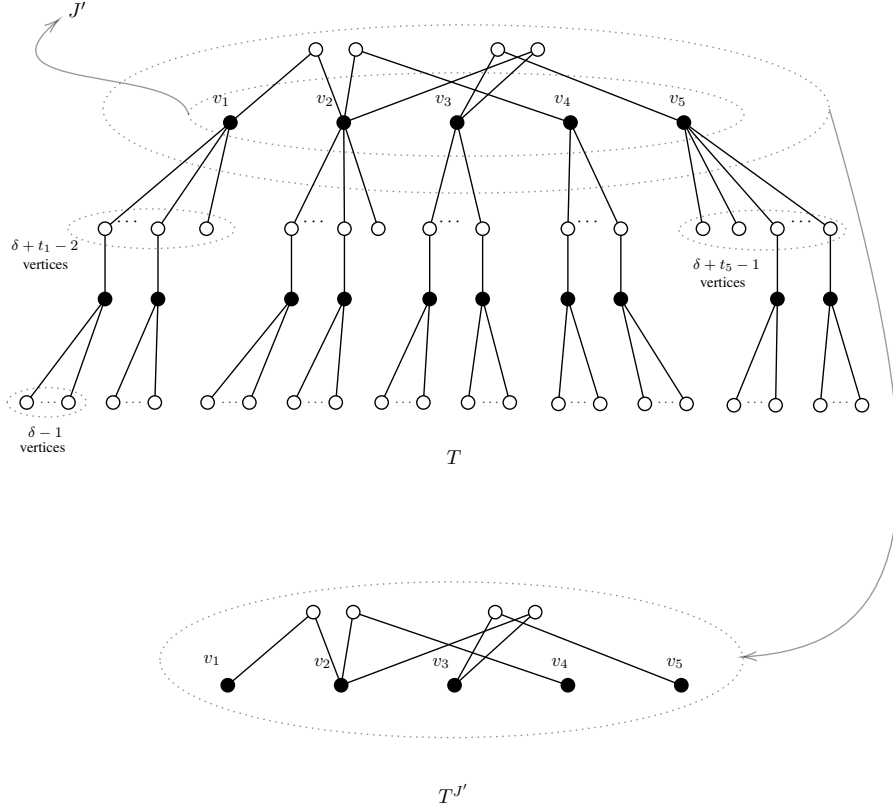 J′
v₁ v₂ v₃ v₄ v₅
... ... ... ... ...
δ + t₁ − 2
vertices
δ + t₅ − 1
vertices
... ... ... ... ... ... ... ... ... ...
δ − 1
vertices
T
v₁ v₂ v₃ v₄ v₅
T^{J′}